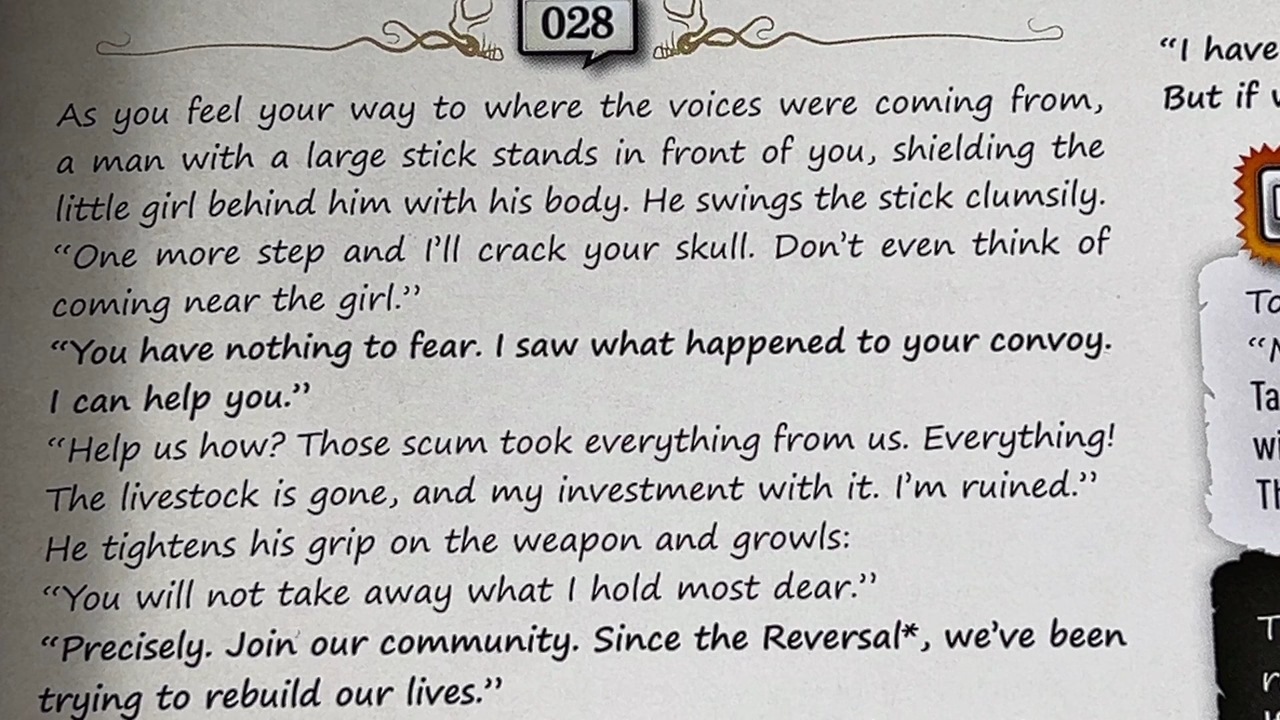 028
As you feel your way to where the voices were coming from,
a man with a large stick stands in front of you, shielding the
little girl behind him with his body. He swings the stick clumsily.
“One more step and I’ll crack your skull. Don’t even think of
coming near the girl.”
“You have nothing to fear. I saw what happened to your convoy.
I can help you.”
“Help us how? Those scum took everything from us. Everything!
The livestock is gone, and my investment with it. I’m ruined.”
He tightens his grip on the weapon and growls:
“You will not take away what I hold most dear.”
“Precisely. Join our community. Since the Reversal*, we’ve been
trying to rebuild our lives.”
“I have
But if